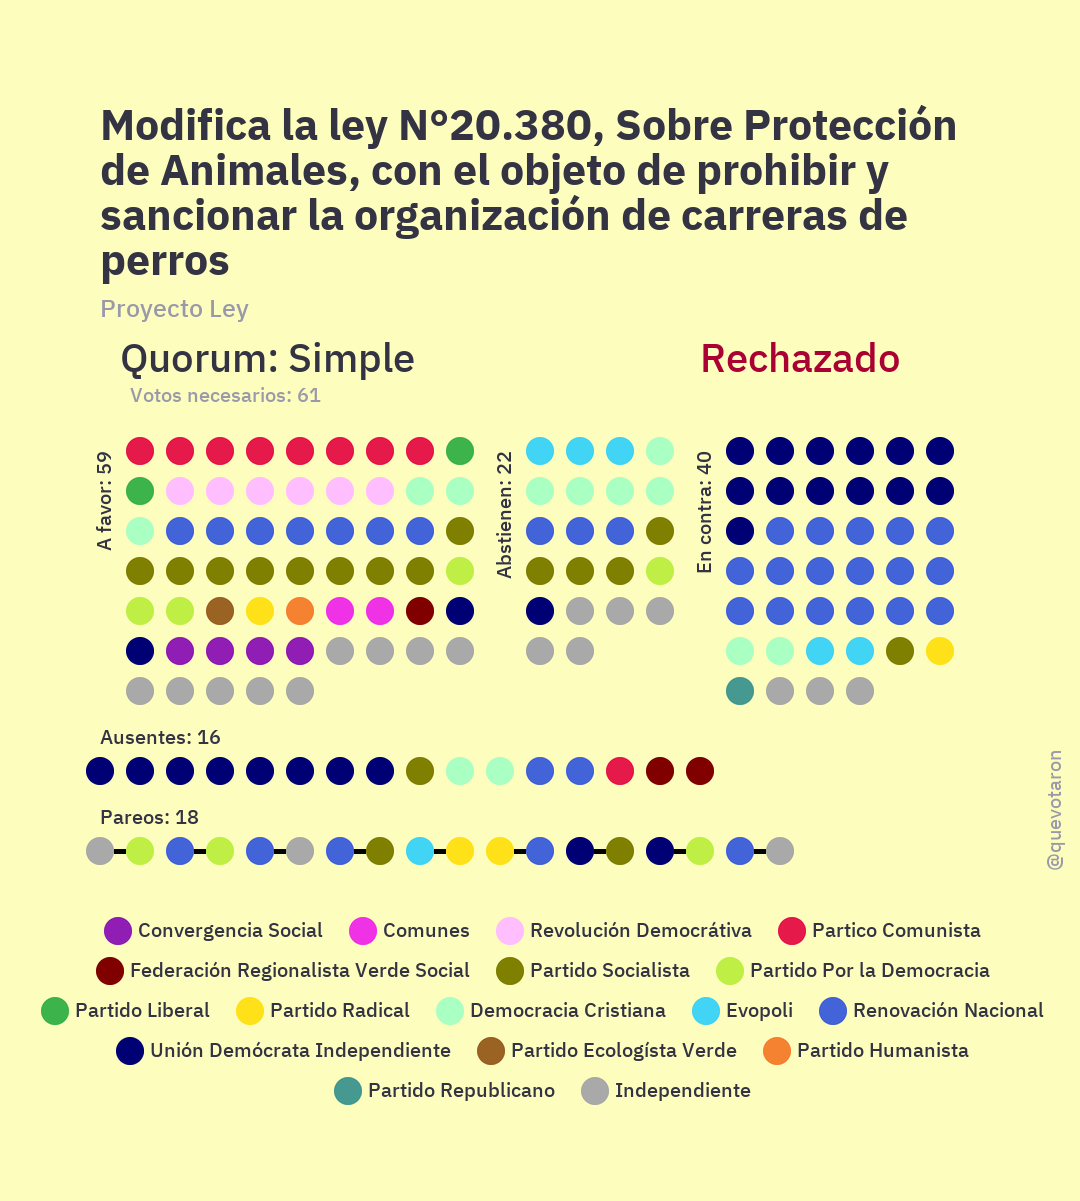 Modifica la ley N°20.380, Sobre Protección
de Animales, con el objeto de prohibir y
sancionar la organización de carreras de
perros
Proyecto Ley
Quorum: Simple
Rechazado
Votos necesarios: 61
A favor: 59
Abstienen: 22
En contra: 40
Ausentes: 16
Pareos: 18
@quevotaron
Convergencia Social Comunes Revolución Democrátiva Partico Comunista
Federación Regionalista Verde Social Partido Socialista Partido Por la Democracia
Partido Liberal Partido Radical Democracia Cristiana Evopoli Renovación Nacional
Unión Demócrata Independiente Partido Ecologísta Verde Partido Humanista
Partido Republicano Independiente